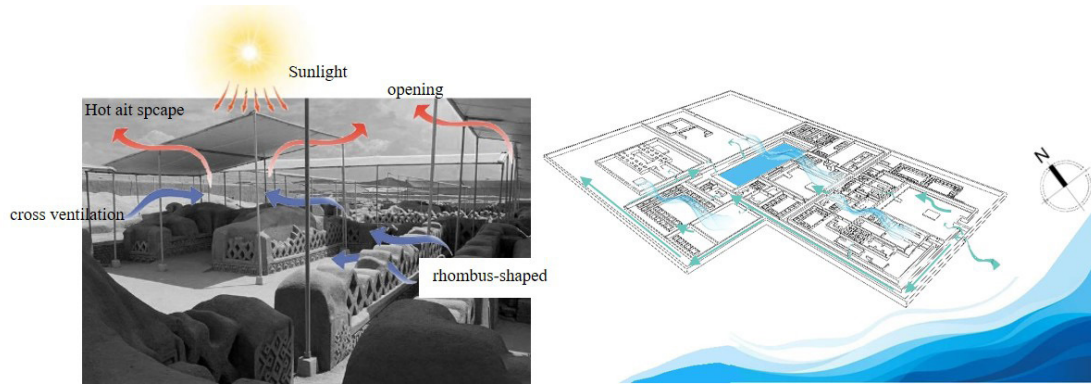 Sunlight
opening
Hot ait spcape
cross ventilation
rhombus-shaped
N